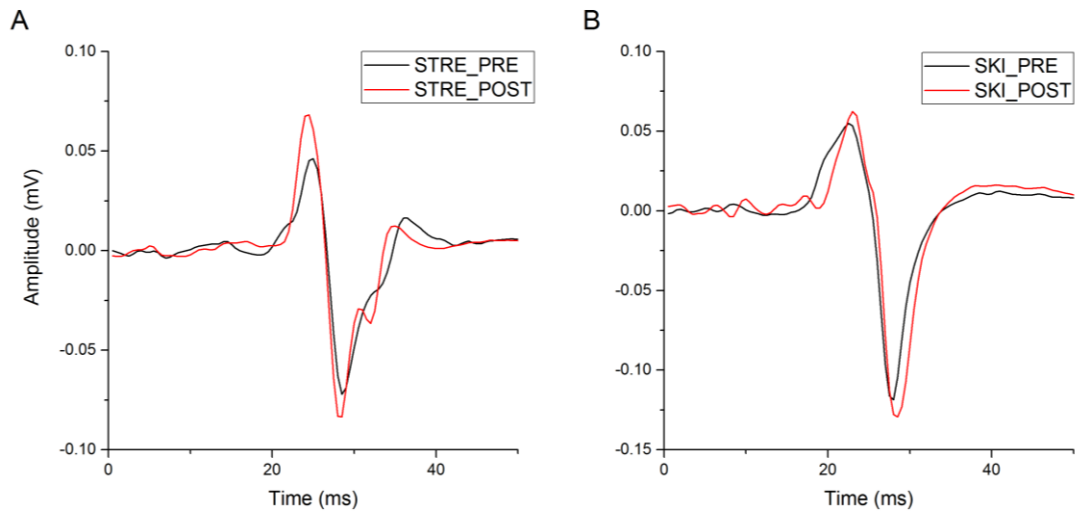 A
0.10
STRE_PRE
STRE_POST
0.05
0.00
-0.05
-0.10
Amplitude (mV)
0
20
40
Time (ms)
B
0.10
SKI_PRE
SKI_POST
0.05
0.00
-0.05
-0.10
-0.15
0
20
40
Time (ms)